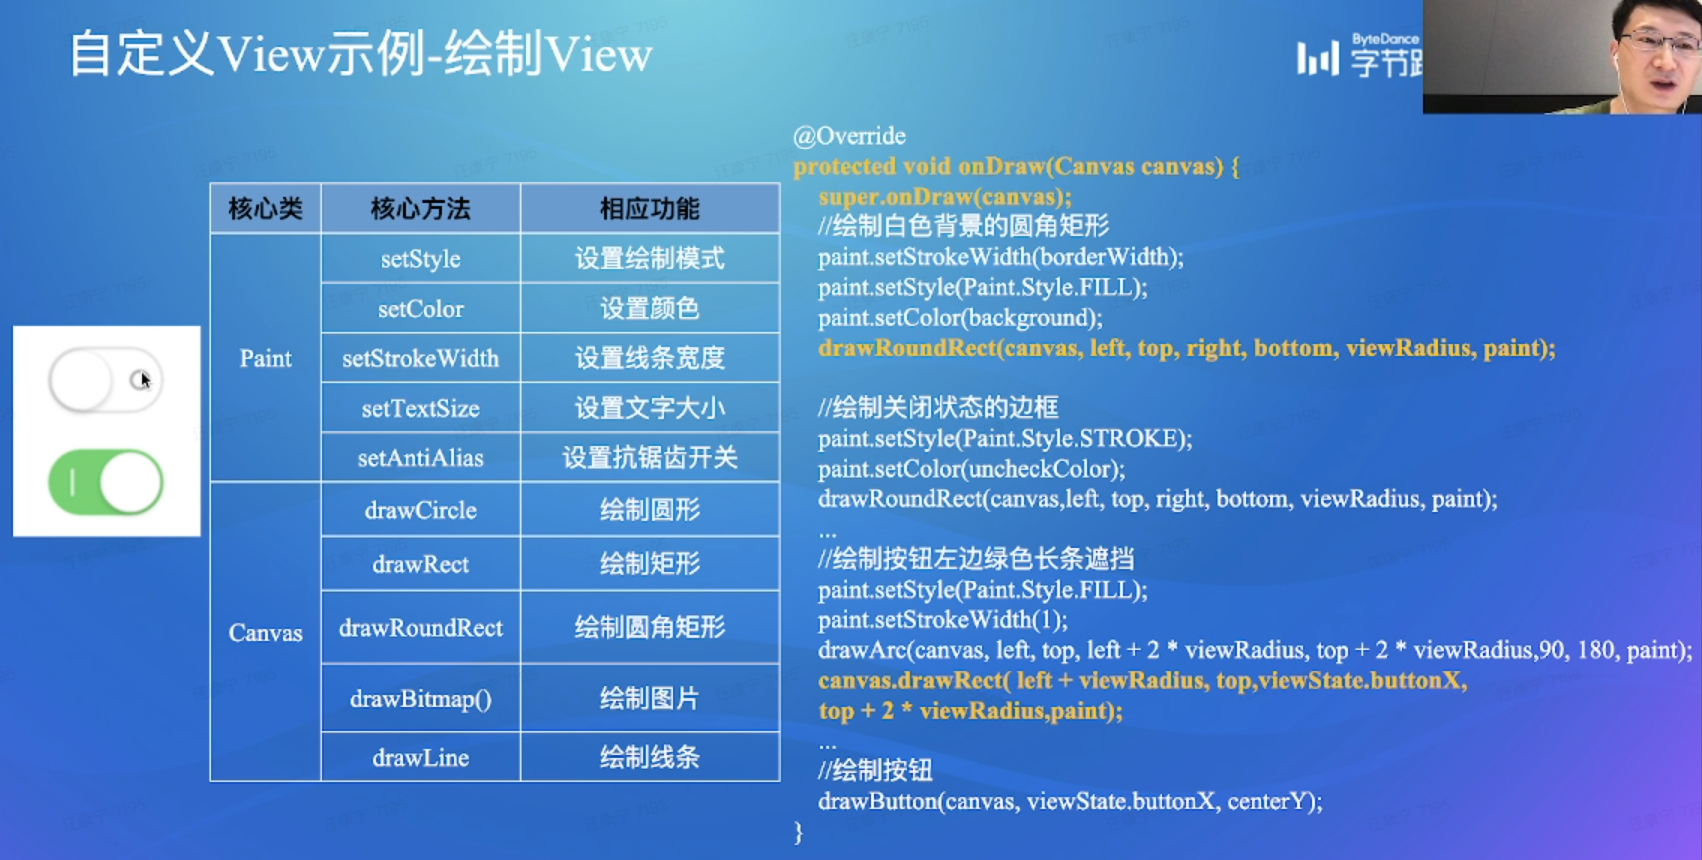 自定义View示例-绘制View
ByteDance
字节
核心类 核心方法 相应功能
Paint
setStyle 设置绘制模式
setColor 设置颜色
setStrokeWidth 设置线条宽度
setTextSize 设置文字大小
setAntiAlias 设置抗锯齿开关
Canvas
drawCircle 绘制圆形
drawRect 绘制矩形
drawRoundRect 绘制圆角矩形
drawBitmap() 绘制图片
drawLine 绘制线条
@Override
protected void onDraw(Canvas canvas) {
super.onDraw(canvas);
//绘制白色背景的圆角矩形
paint.setStrokeWidth(borderWidth);
paint.setStyle(Paint.Style.FILL);
paint.setColor(background);
drawRoundRect(canvas, left, top, right, bottom, viewRadius, paint);
//绘制关闭状态的边框
paint.setStyle(Paint.Style.STROKE);
paint.setColor(uncheckColor);
drawRoundRect(canvas,left, top, right, bottom, viewRadius, paint);
...
//绘制按钮左边绿色长条遮挡
paint.setStyle(Paint.Style.FILL);
paint.setStrokeWidth(1);
drawArc(canvas, left, top, left + 2 * viewRadius, top + 2 * viewRadius,90, 180, paint);
canvas.drawRect( left + viewRadius, top,viewState.buttonX,
top + 2 * viewRadius,paint);
...
//绘制按钮
drawButton(canvas, viewState.buttonX, centerY);
}